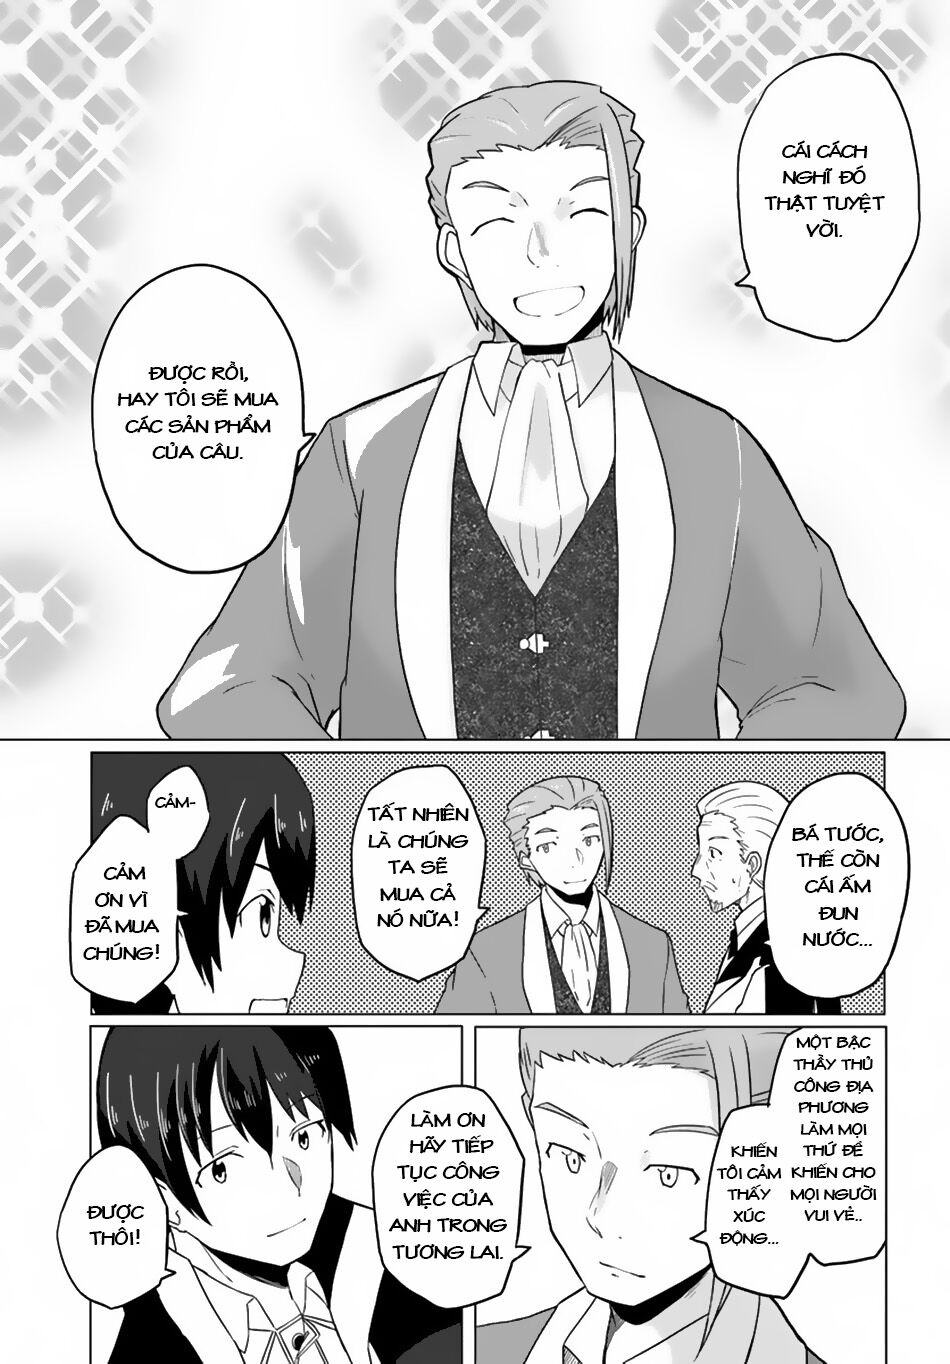 CÁI CÁCH
NGHĨ ĐÓ
THẬT TUYỆT
VỜI.
ĐƯỢC RỒI,
HAY TÔI SẼ MUA
CÁC SẢN PHẨM
CỦA CÂU.
BÁ TƯỚC,
THẾ CÒN
CÁI ẤM
ĐUN
NƯỚC...
TẤT NHIÊN
LÀ CHÚNG
TA SẼ
MUA CẢ
NÓ NỮA!
CẢM-
CẢM
ƠN VÌ
ĐÃ MUA
CHÚNG!
MỘT BẬC
THẦY THỦ
CÔNG ĐỊA
PHƯƠNG
LÀM MỌI
THỨ ĐỂ
KHIẾN CHO
MỌI NGƯỜI
VUI VẺ..
KHIẾN
TÔI CẢM
THẤY
XÚC
ĐỘNG...
LÀM ƠN
HÃY TIẾP
TỤC CÔNG
VIỆC CỦA
ANH TRONG
TƯƠNG LAI.
ĐƯỢC
THÔI!